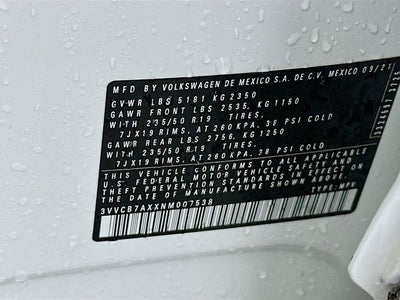 MFD BY VOLKSWAGEN DE MEXICO S.A. DE C.V. MEXICO 09/21
GVWR LBS 5181 KG 2350
GAWR FRONT LBS 2535, KG 1150
WITH 235/50 R19 TIRES.
7JX19 RIMS, AT 260KPA, 38 PSI COLD
GAWR REAR LBS 2756, KG 1250
WITH 235/50 R19 TIRES.
7JX19 RIMS, AT 260KPA, 38 PSI COLD
THIS VEHICLE CONFORMS TO ALL APPLICABLE
U.S. FEDERAL MOTOR VEHICLE SAFETY AND
THEFT PREVENTION STANDARDS IN EFFECT ON
THE DATE OF MANUFACTURE SHOWN ABOVE.
3VVCB7AXXNM007538 TYPE: MPV